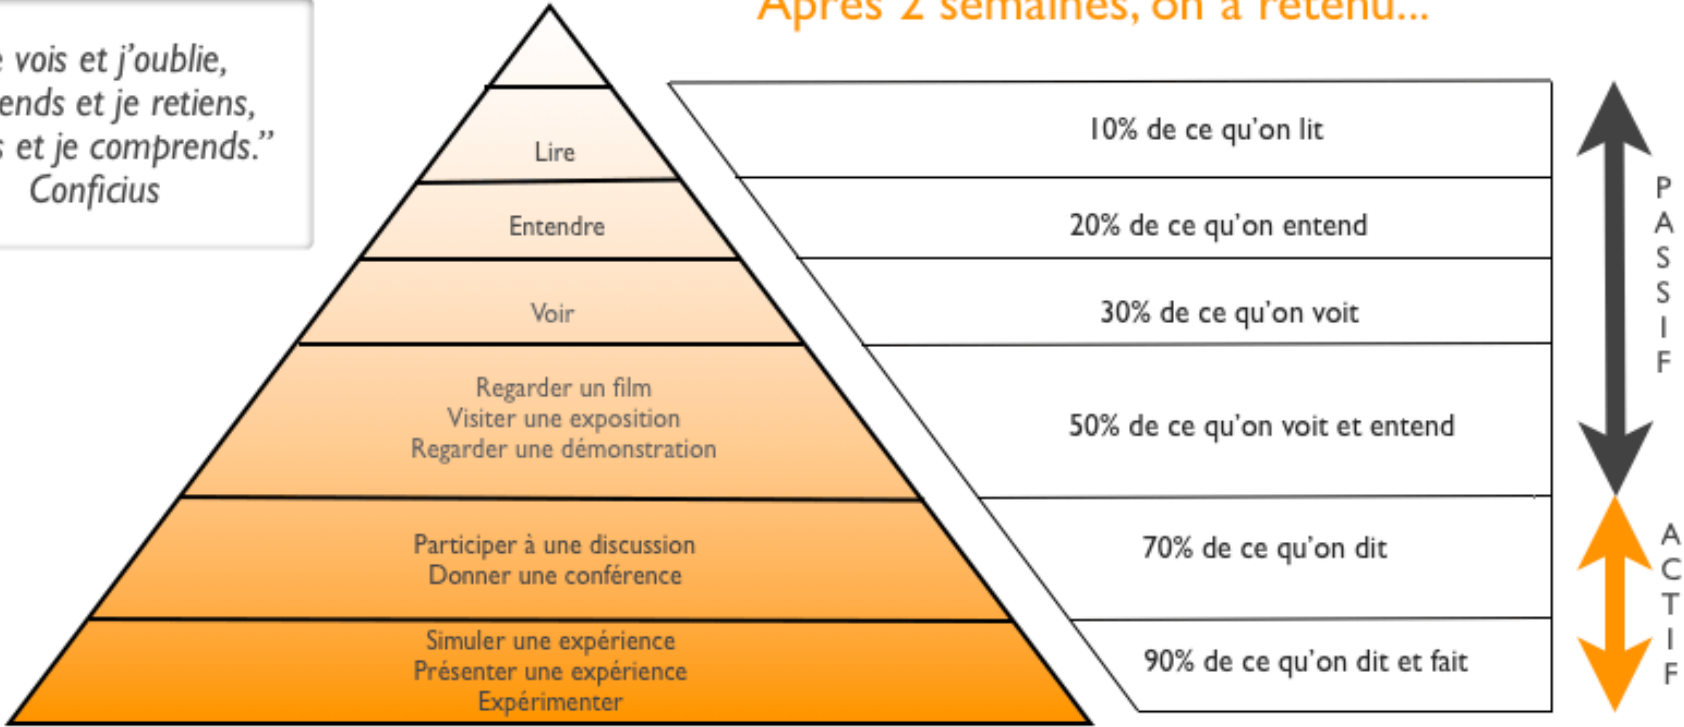 Après 2 semaines, on a retenu...
vois et j’oublie,
et je retiens,
et je comprends.”
Conficius
Lire
Entendre
Voir
Regarder un film
Visiter une exposition
Regarder une démonstration
Participer à une discussion
Donner une conférence
Simuler une expérience
Présenter une expérience
Expérimenter
10% de ce qu’on lit
20% de ce qu’on entend
30% de ce qu’on voit
50% de ce qu’on voit et entend
70% de ce qu’on dit
90% de ce qu’on dit et fait
PASSIF
ACTIF